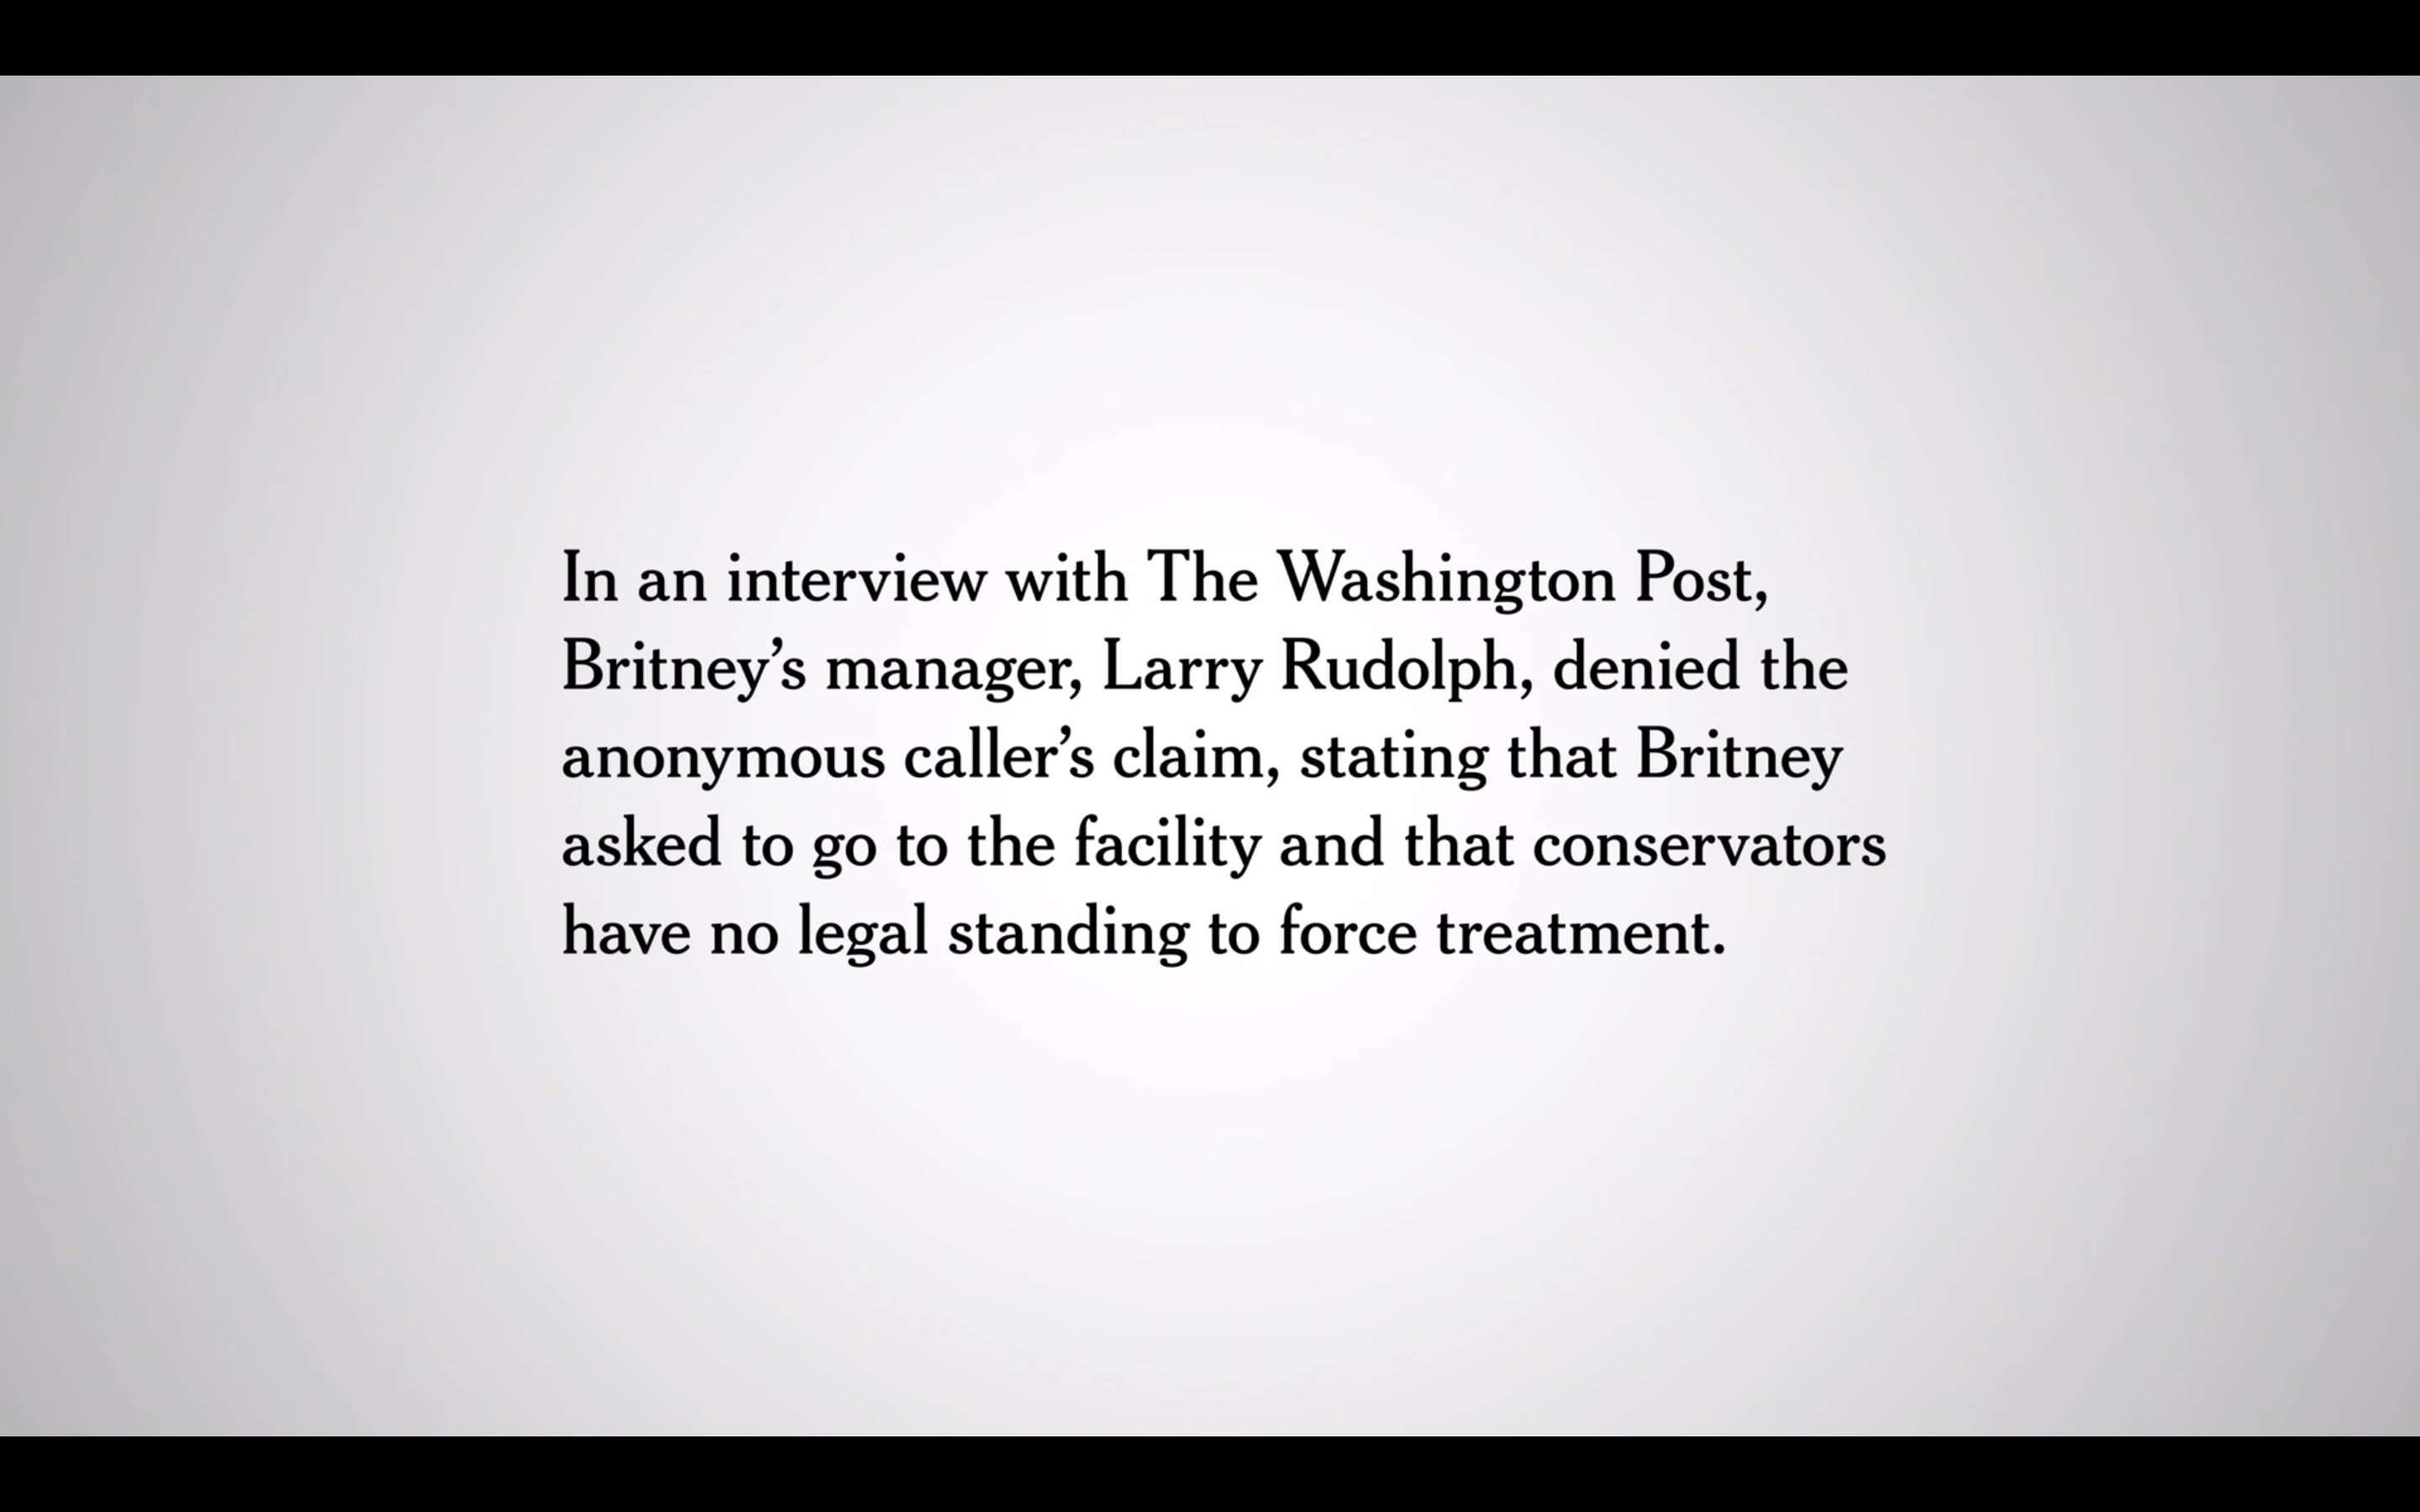 In an interview with The Washington Post,
Britney’s manager, Larry Rudolph, denied the
anonymous caller’s claim, stating that Britney
asked to go to the facility and that conservators
have no legal standing to force treatment.